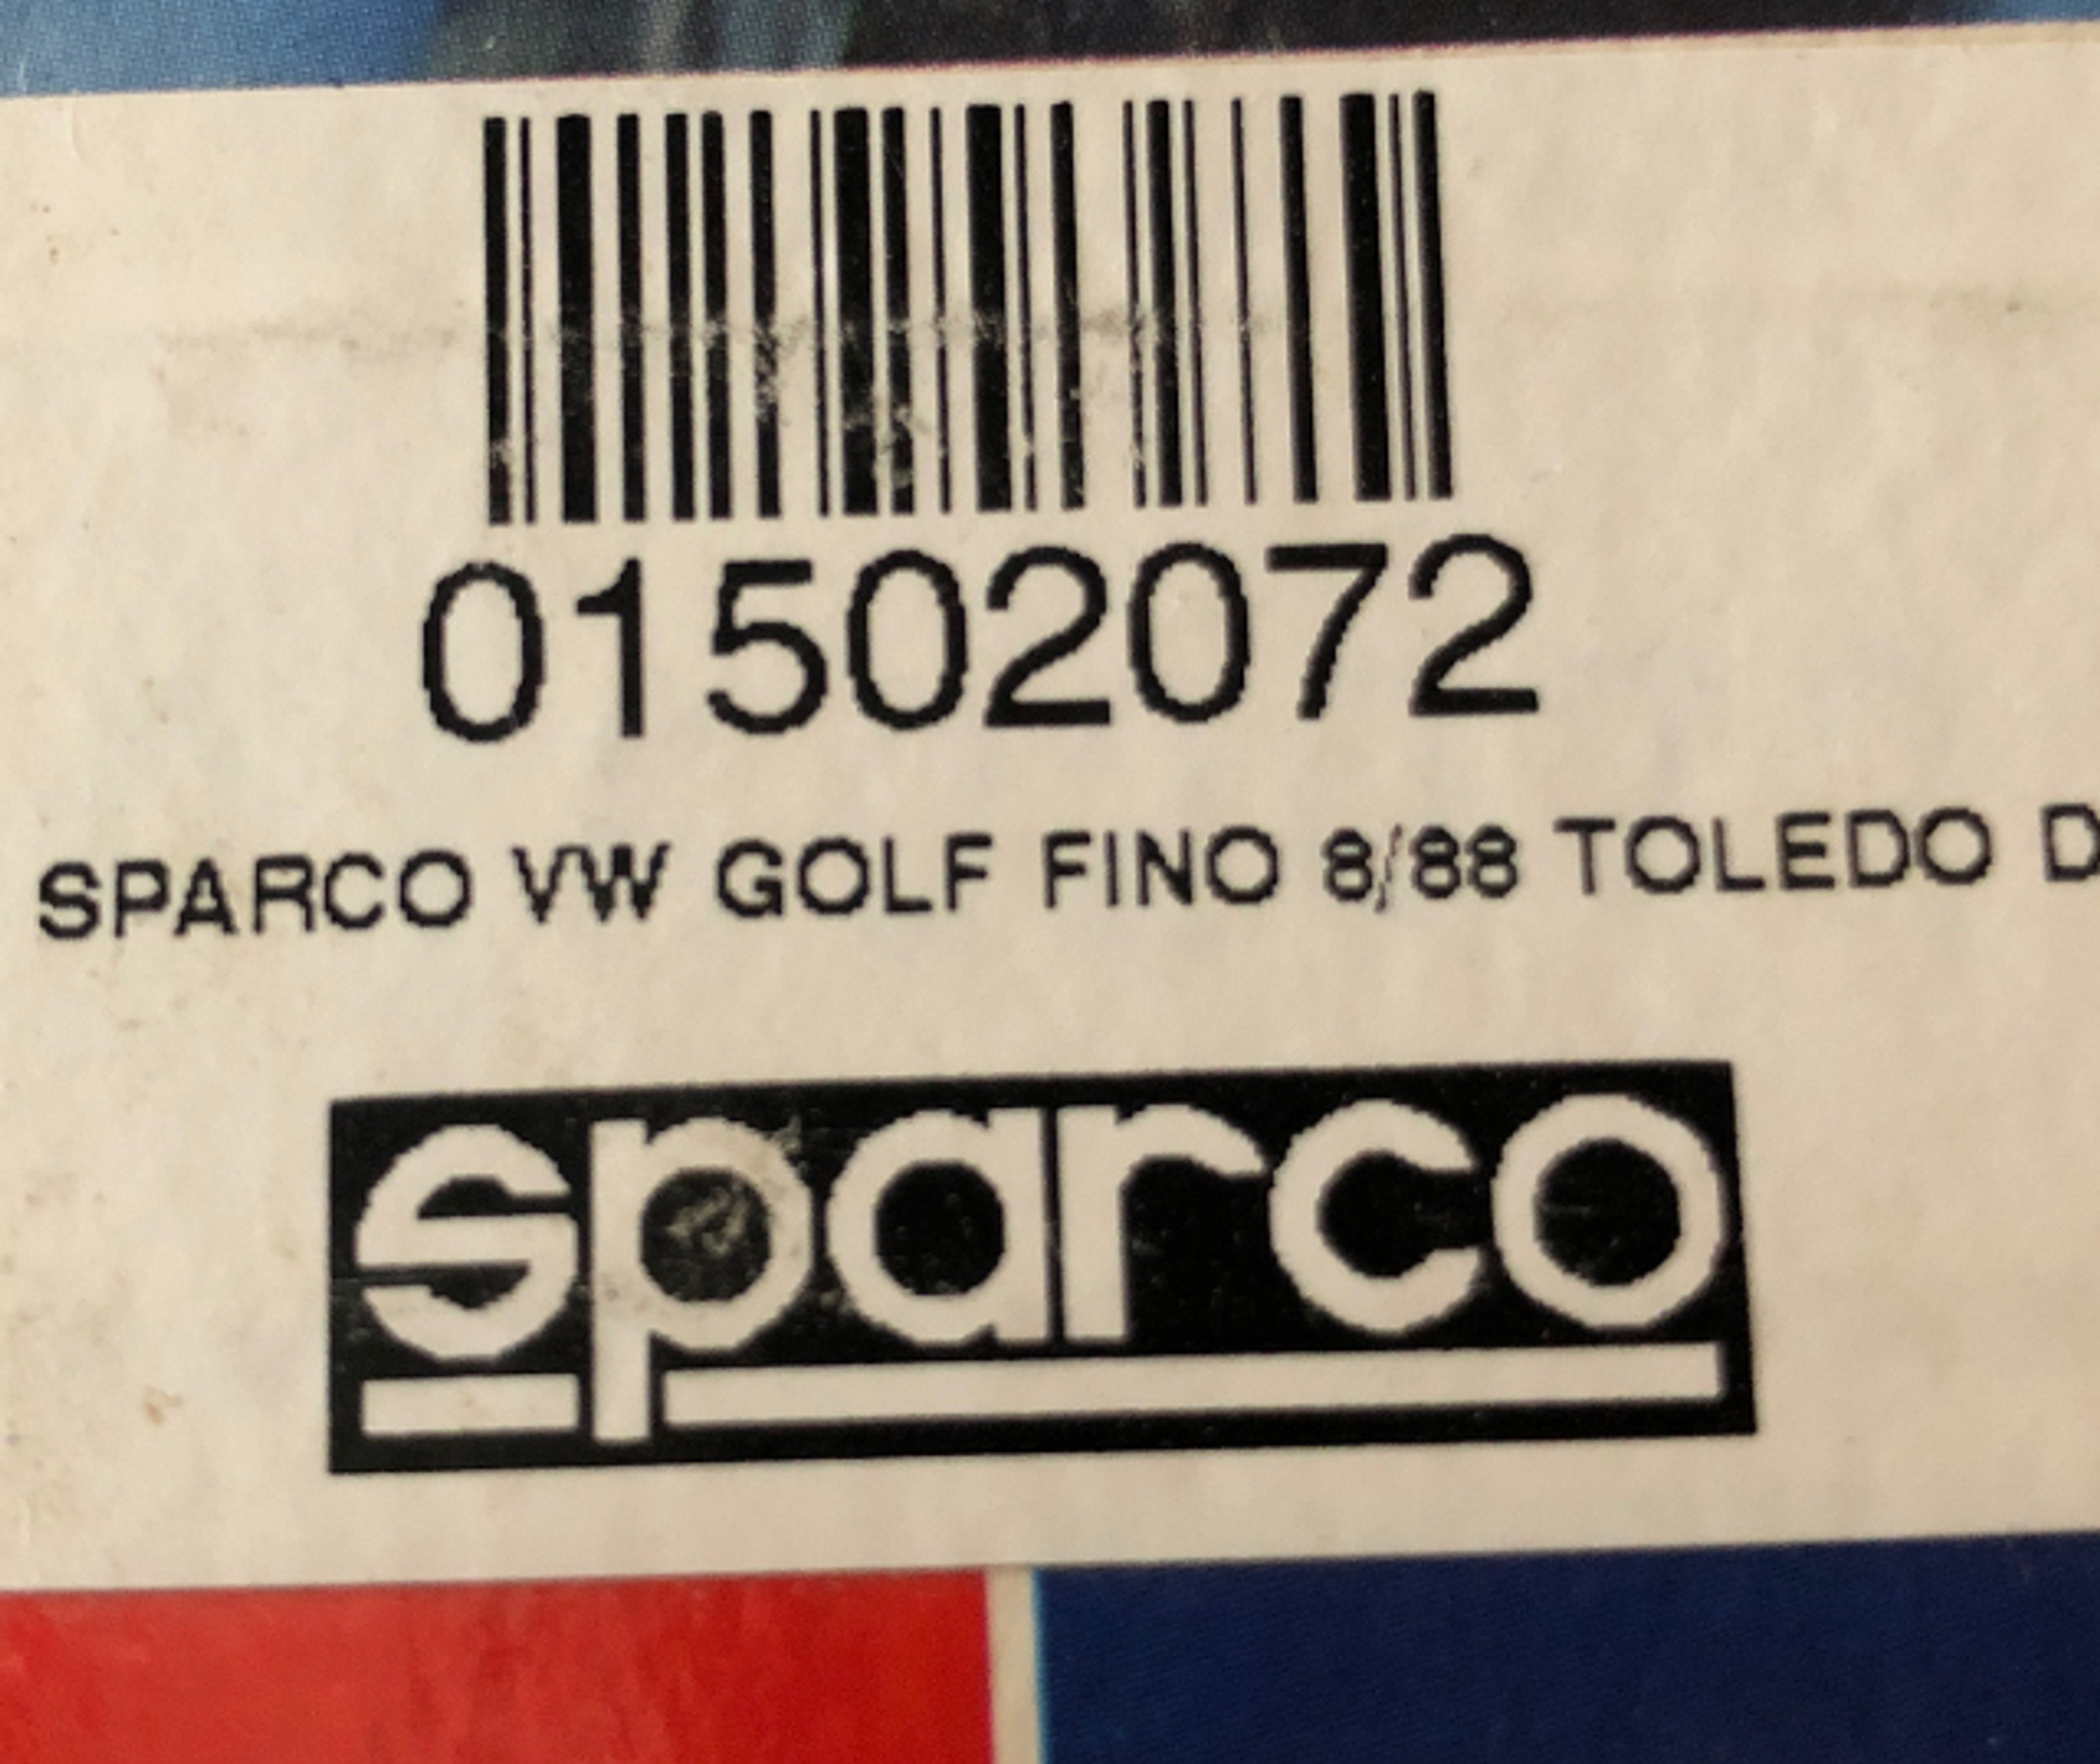 01502072
SPARCO VW GOLF FINO 8/88 TOLEDO D
sparco